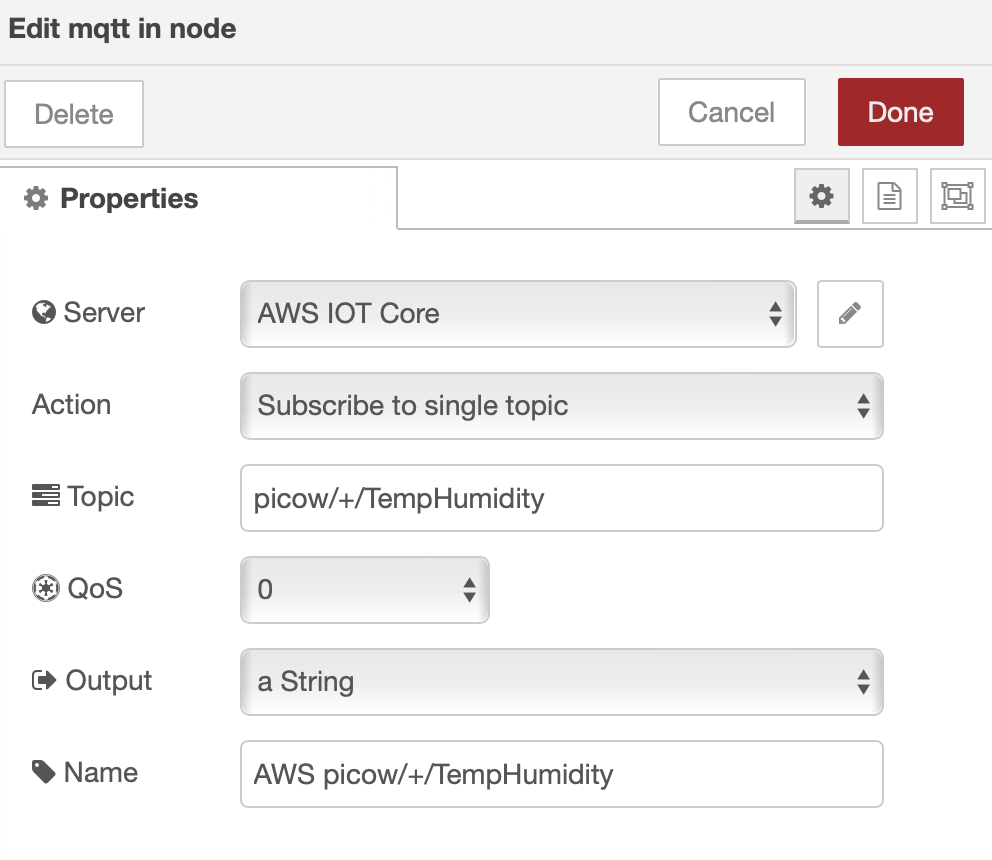 Edit mqtt in node
Delete
Cancel
Done
Properties
Server
AWS IOT Core
Action
Subscribe to single topic
Topic
picow/+/TempHumidity
QoS
0
Output
a String
Name
AWS picow/+/TempHumidity